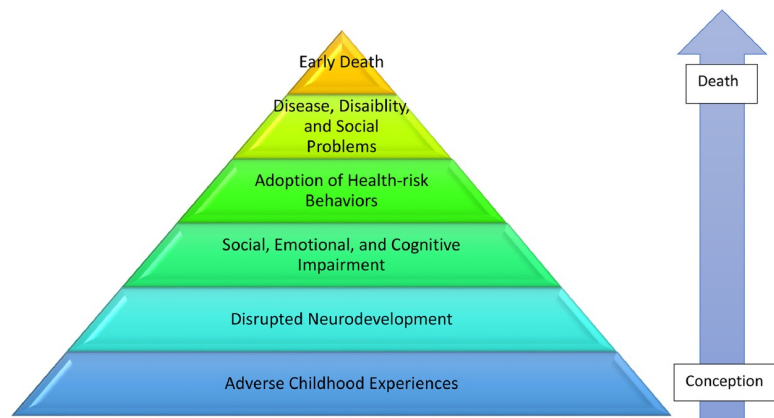 Early Death
Death
Disease, Disaiblity,
and Social
Problems
Adoption of Health-risk
Behaviors
Social, Emotional, and Cognitive
Impairment
Disrupted Neurodevelopment
Adverse Childhood Experiences
Conception